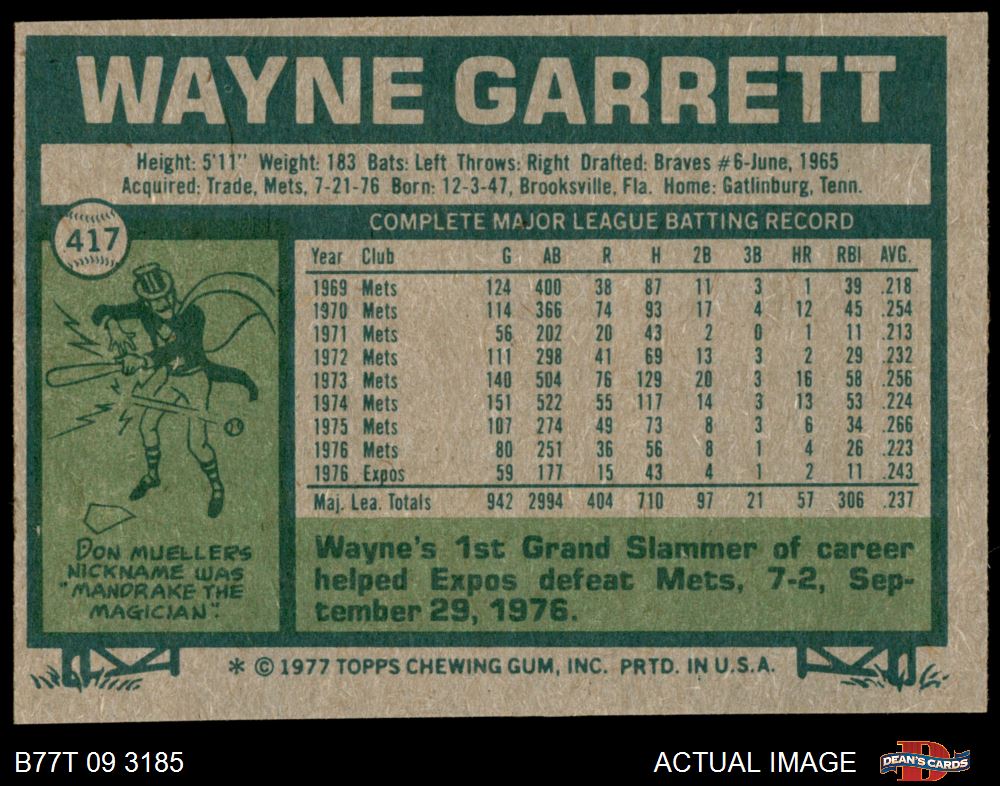 WAYNE GARRETT
Height: 5'11" Weight: 183 Bats: Left Throws: Right Drafted: Braves #6-June, 1965
Acquired: Trade, Mets, 7-21-76 Born: 12-3-47, Brooksville, Fla. Home: Gatlinburg, Tenn.
417
COMPLETE MAJOR LEAGUE BATTING RECORD
Year Club G AB R H 2B 3B HR RBI AVG.
1969 Mets 124 400 38 87 11 3 1 39 .218
1970 Mets 114 366 74 93 17 4 12 45 .254
1971 Mets 56 202 20 43 2 0 1 11 .213
1972 Mets 111 298 41 69 13 3 2 29 .232
1973 Mets 140 504 76 129 20 3 16 58 .256
1974 Mets 151 522 55 117 14 3 13 53 .224
1975 Mets 107 274 49 73 8 3 6 34 .266
1976 Mets 80 251 36 56 8 1 4 26 .223
1976 Expos 59 177 15 43 4 1 2 11 .243
Maj. Lea. Totals 942 2994 404 710 97 21 57 306 .237
DON MUELLER'S
NICKNAME WAS
"MANDRAKE THE
MAGICIAN".
Wayne's 1st Grand Slammer of career
helped Expos defeat Mets, 7-2, Sep-
tember 29, 1976.
* © 1977 TOPPS CHEWING GUM, INC. PRTD. IN U.S.A.
B77T 09 3185
ACTUAL IMAGE
D
DEAN'S CARDS